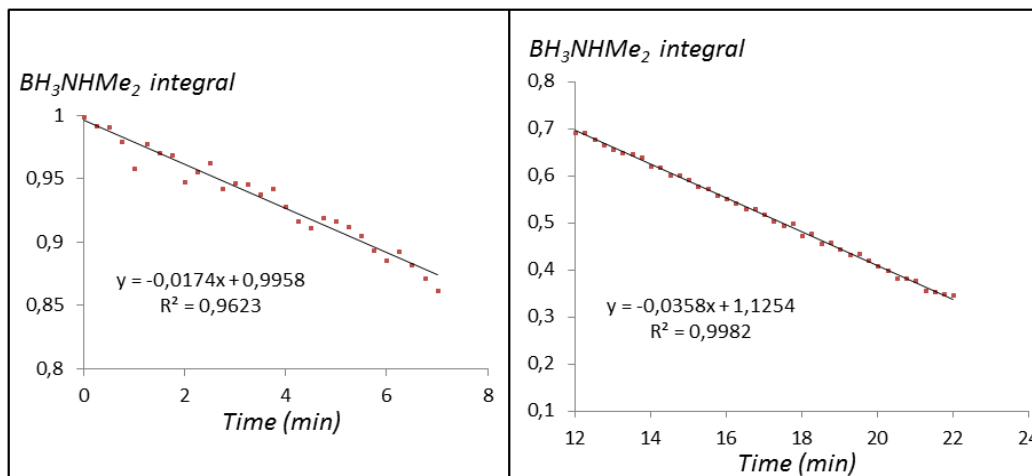 BH₃NHMe₂ integral
1
0,95
0,9
0,85
0,8
y = -0,0174x + 0,9958
R² = 0,9623
0 2 4 6 8
Time (min)
BH₃NHMe₂ integral
0,8
0,7
0,6
0,5
0,4
0,3
0,2
0,1
y = -0,0358x + 1,1254
R² = 0,9982
12 14 16 18 20 22 24
Time (min)